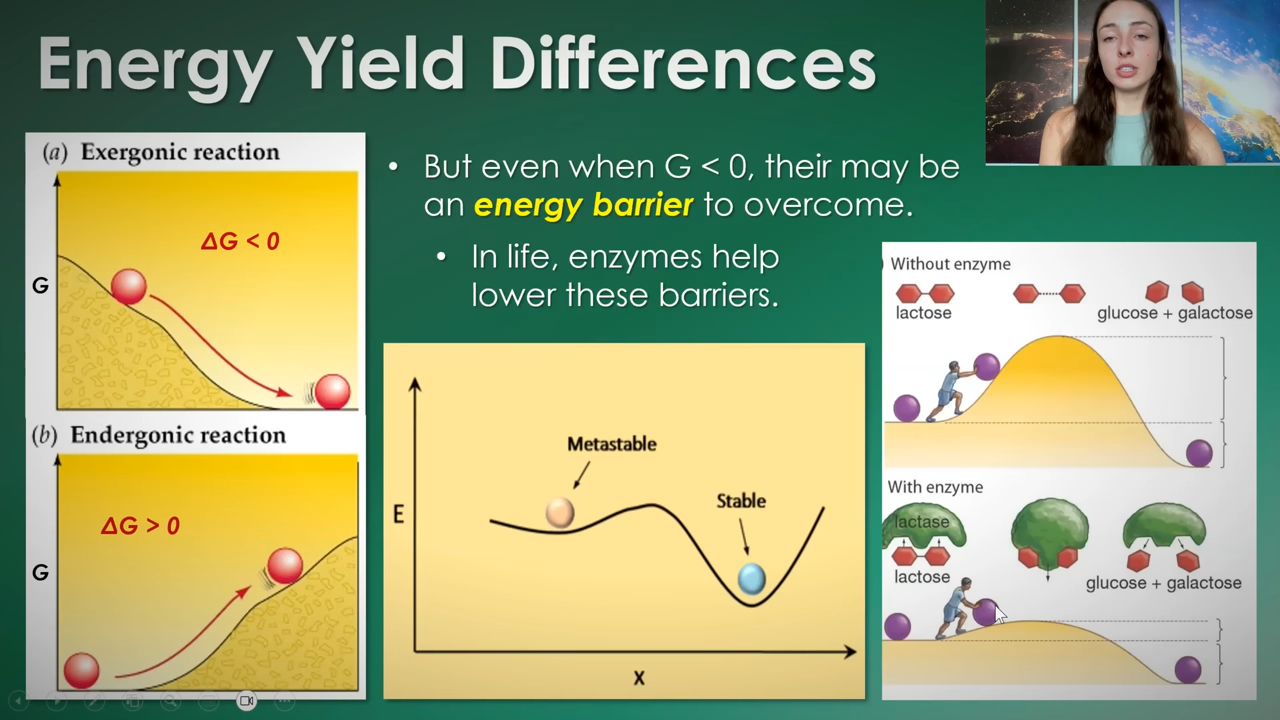 Energy Yield Differences
(a) Exergonic reaction
ΔG < 0
G
(b) Endergonic reaction
ΔG > 0
G
• But even when G < 0, their may be
an energy barrier to overcome.
• In life, enzymes help
lower these barriers.
Metastable
Stable
E
X
) Without enzyme
lactose
glucose + galactose
With enzyme
lactase
lactose
glucose + galactose